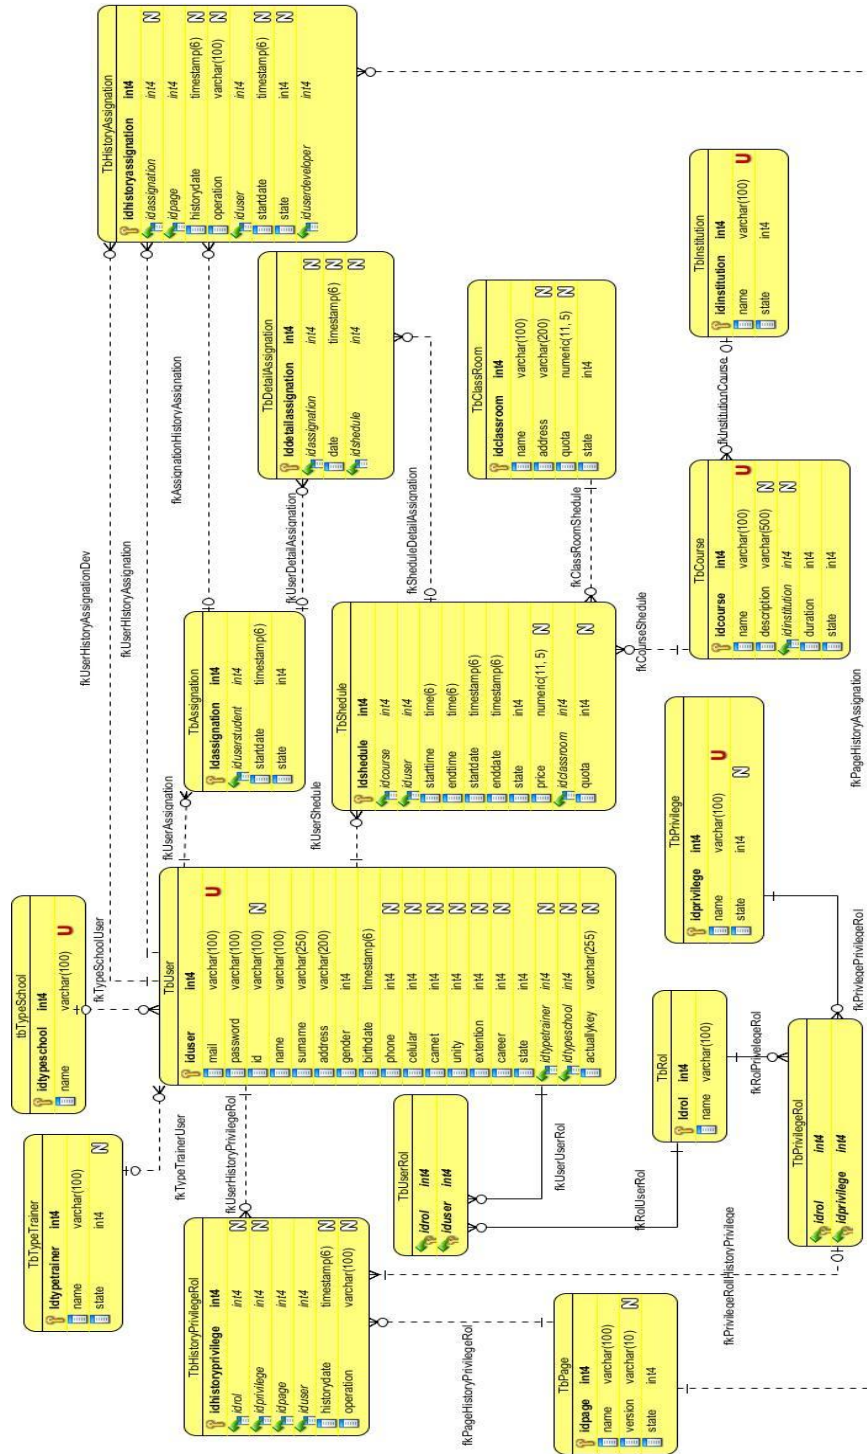 TbTypeTrainer
Idtypetrainer int4
name varchar(100)
state int4 N
tbTypeSchool
idtypeschool int4
name varchar(100) U
TbHistoryAssignation
idhistoryassignation int4
idassignation int4 N
idpage int4
historydate timestamp(6) N
operation varchar(100) N
iduser int4
startdate timestamp(6) N
state int4 N
iduserdeveloper int4
fkUserHistoryAssignationDev
fkUserHistoryAssignation
fkAssignationHistoryAssignation
fkTypeSchoolUser
fkTypeTrainerUser
TbHistoryPrivilegeRol
idhistoryprivilege int4
idrol int4 N
idprivilege int4 N
idpage int4
iduser int4
historydate timestamp(6) N
operation varchar(100) N
fkUserHistoryPrivilegeRol
TbUser
iduser int4
mail varchar(100) U
password varchar(100)
id varchar(100) N
name varchar(100)
surname varchar(250)
address varchar(200)
gender int4
birthdate timestamp(6)
phone int4 N
celular int4 N
carnet int4 N
unity int4 N
extention int4 N
career int4 N
state int4
idtypetrainer int4 N
idtypeschool int4 N
actuallykey varchar(255) N
fkUserAssignation
TbAssignation
Idassignation int4
iduserstudent int4
startdate timestamp(6)
state int4
fkUserDetailAssignation
TbDetailAssignation
Iddetailassignation int4
idassignation int4 N
date timestamp(6) N
idshedule int4 N
fkUserShedule
fkSheduleDetailAssignation
TbShedule
Idshedule int4
idcourse int4
iduser int4
starttime time(6)
endtime time(6)
startdate timestamp(6)
enddate timestamp(6)
state int4
price numeric(11, 5) N
idclassroom int4
quota int4 N
fkClassRoomShedule
TbClassRoom
idclassroom int4
name varchar(100)
address varchar(200) N
quota numeric(11, 5) N
state int4
TbUserRol
idrol int4
iduser int4
fkUserUserRol
fkRolUserRol
fkPageHistoryPrivilegeRol
TbPage
idpage int4
name varchar(100)
version varchar(10) N
state int4
fkPrivilegeRollHistoryPrivilege
TbRol
Idrol int4
name varchar(100)
fkRolPrivelegeRol
TbPrivilege
idprivilege int4
name varchar(100) U
state int4 N
fkPrivilegePrivilegeRol
TbPrivilegeRol
idrol int4
idprivilege int4
fkCourseShedule
TbCourse
idcourse int4
name varchar(100) U
description varchar(500) N
idinstitution int4 N
duration int4
state int4
fkInstitutionCourse
TbInstitution
idinstitution int4
name varchar(100) U
state int4
fkPageHistoryAssignation